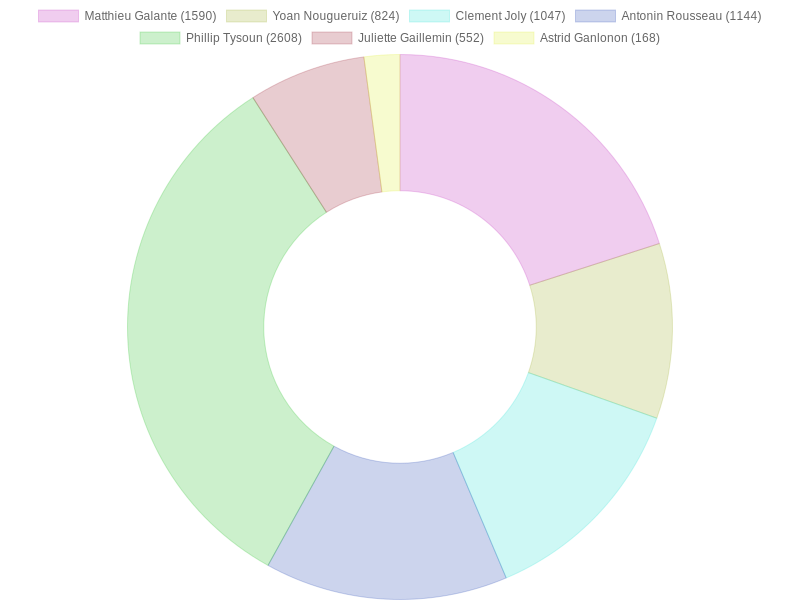 Matthieu Galante (1590) Yoan Nougueruiz (824) Clement Joly (1047) Antonin Rousseau (1144)
Phillip Tysoun (2608) Juliette Gaillemin (552) Astrid Ganlonon (168)